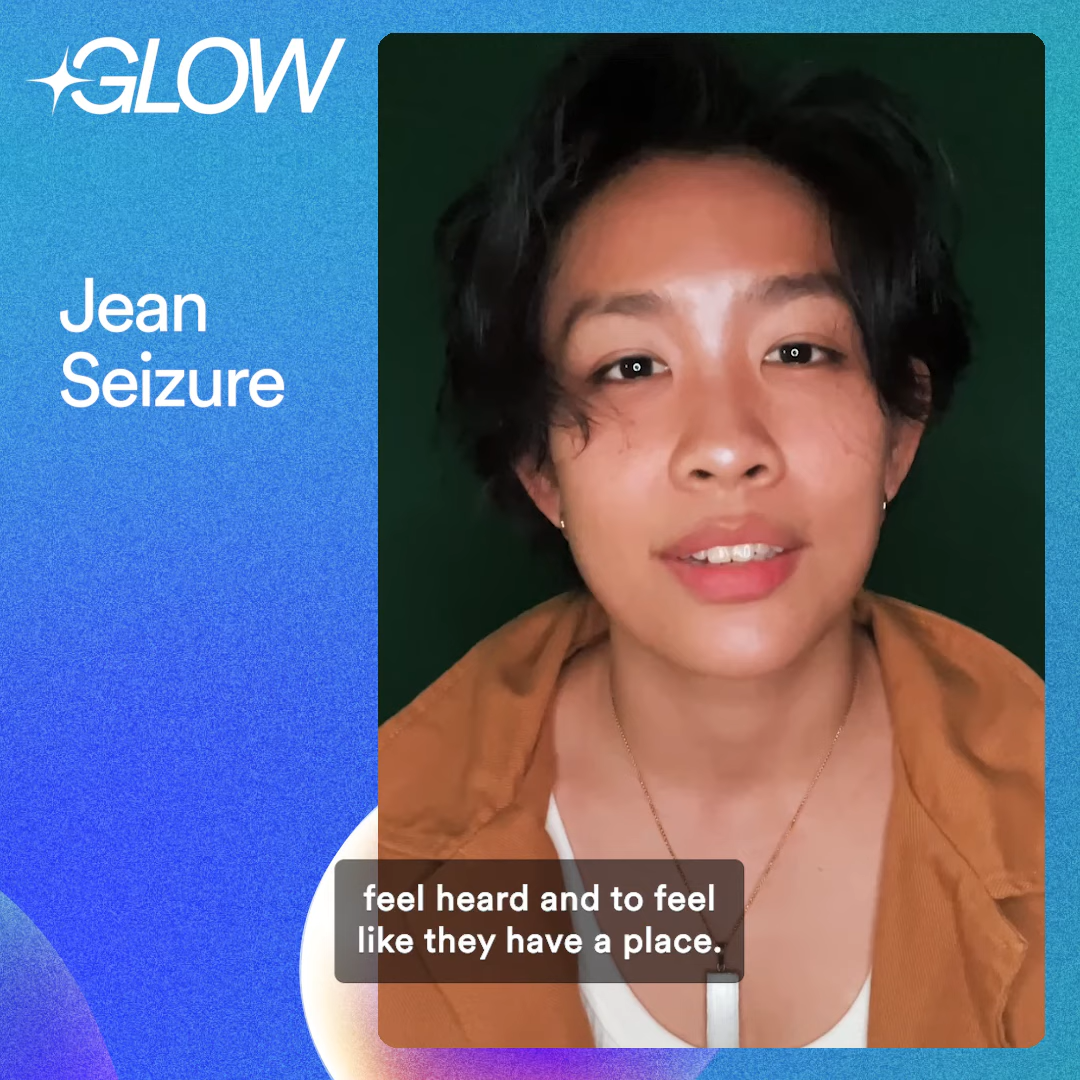 GLOW
Jean
Seizure
feel heard and to feel
like they have a place.